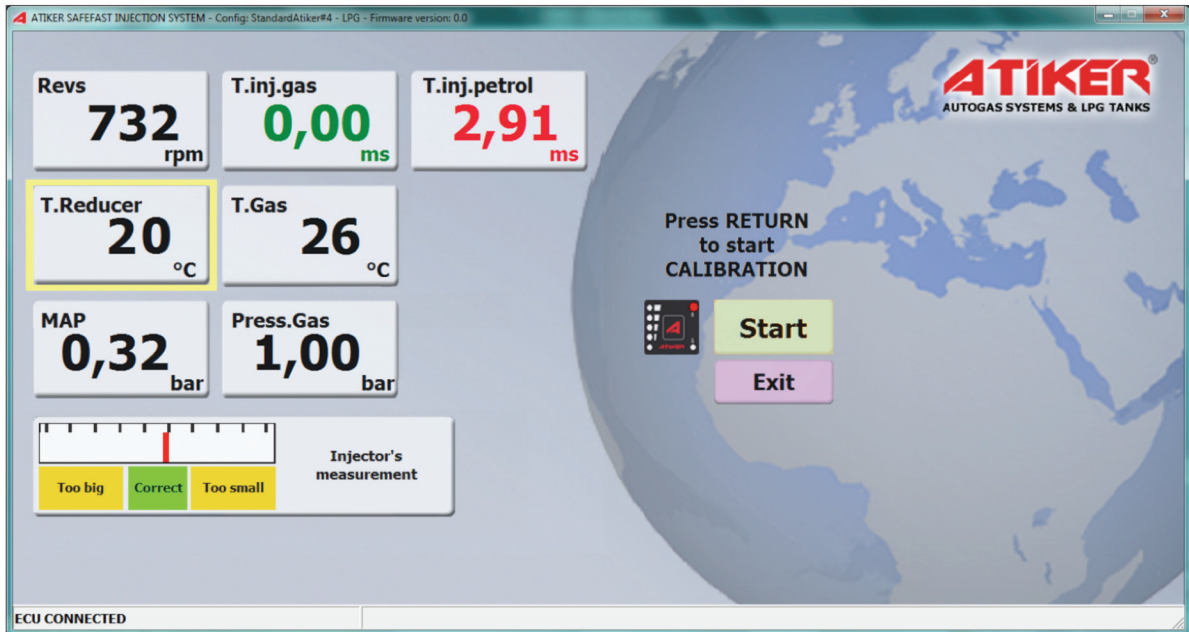 ATIKER SAFEFAST INJECTION SYSTEM - Config: StandardAtiker#4 - LPG - Firmware version: 0.0
ATIKER®
AUTOGAS SYSTEMS & LPG TANKS
Revs
732
rpm
T.inj.gas
0,00
ms
T.inj.petrol
2,91
ms
T.Reducer
20
°C
T.Gas
26
°C
MAP
0,32
bar
Press.Gas
1,00
bar
Press RETURN
to start
CALIBRATION
ATIKER
Start
Exit
Injector's
measurement
Too big
Correct
Too small
ECU CONNECTED